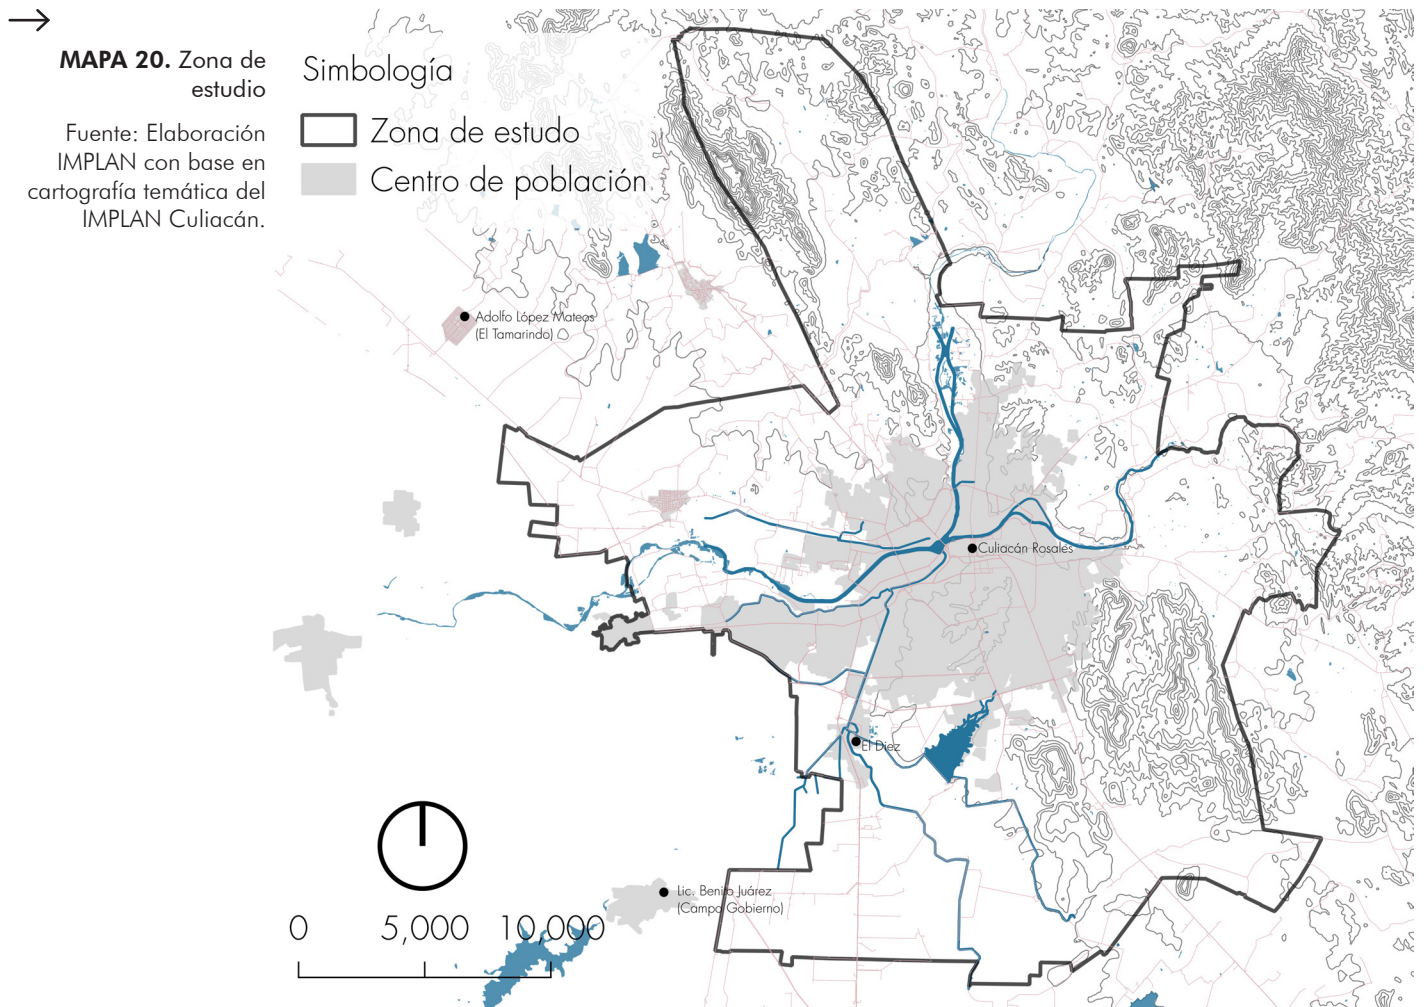 MAPA 20. Zona de
estudio
Fuente: Elaboración
IMPLAN con base en
cartografía temática del
IMPLAN Culiacán.
Simbología
Zona de estudo
Centro de población
Adolfo López Mateos
(El Tamarindo)
Culiacán Rosales
El Diez
Lic. Benito Juárez
(Campo Gobierno)
0 5,000 10,000